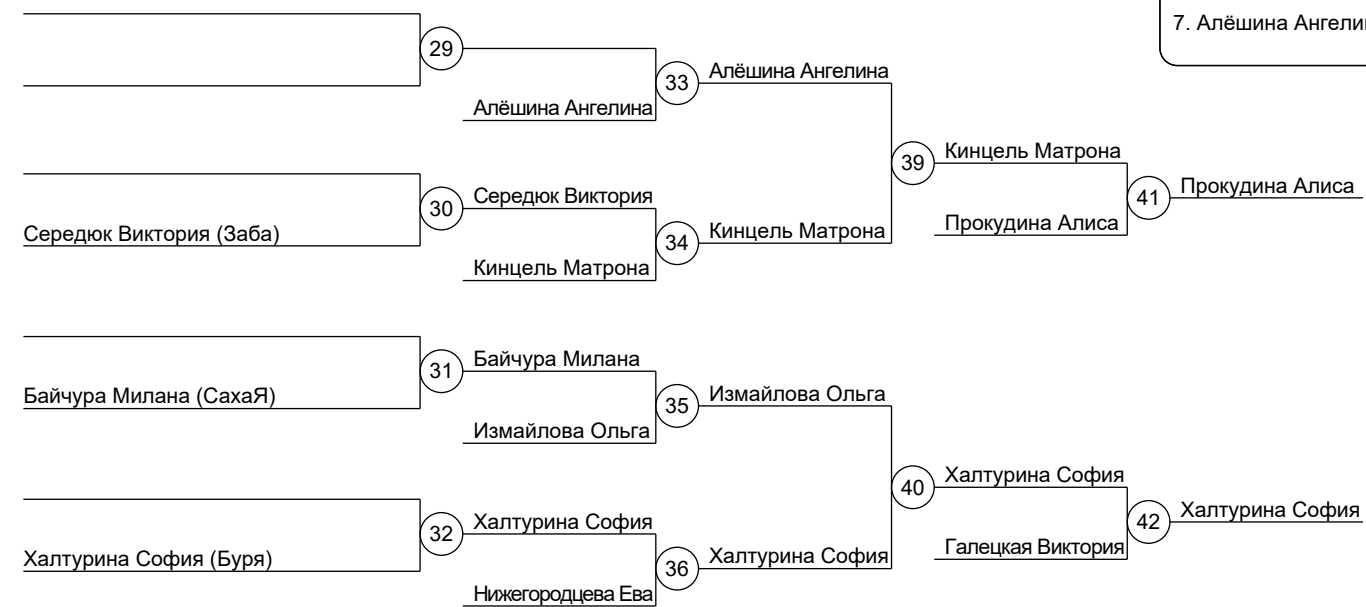 7. Алёшина
29
33
Алёшина Ангелина
Алёшина Ангелина
39
Кинцель Матрона
41
Прокудина Алиса
Прокудина Алиса
30
Середюк Виктория
Середюк Виктория (Заба)
34
Кинцель Матрона
Кинцель Матрона
31
Байчура Милана
Байчура Милана (СахаЯ)
35
Измайлова Ольга
Измайлова Ольга
40
Халтурина София
42
Халтурина София
Галецкая Виктория
32
Халтурина София
Халтурина София (Буря)
36
Халтурина София
Нижегородцева Ева